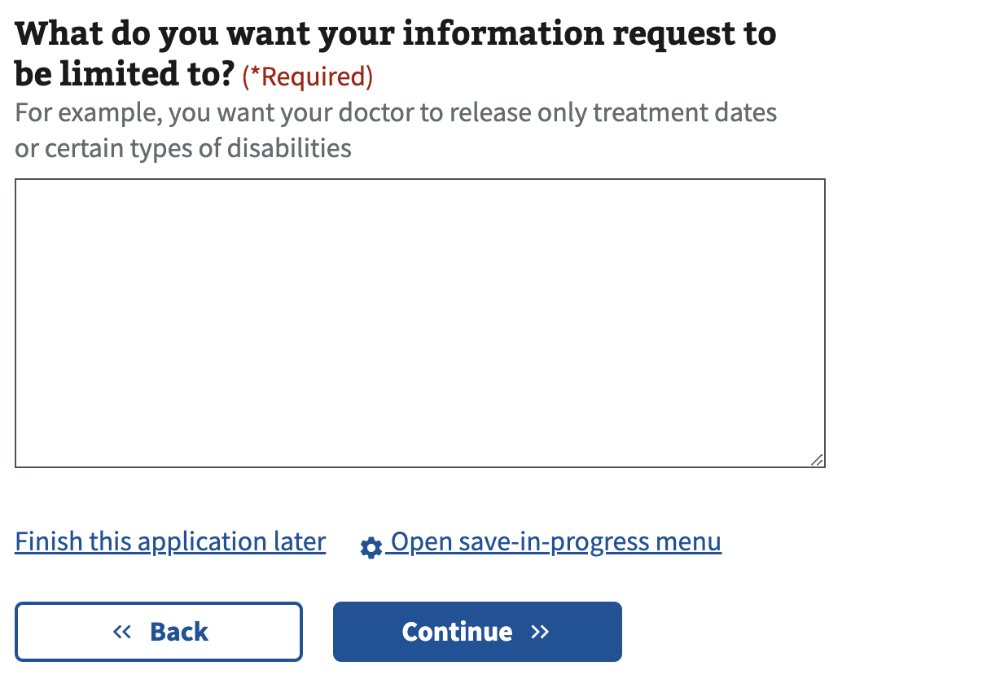 What do you want your information request to
be limited to? (*Required)
For example, you want your doctor to release only treatment dates
or certain types of disabilities
Finish this application later Open save-in-progress menu
« Back Continue »